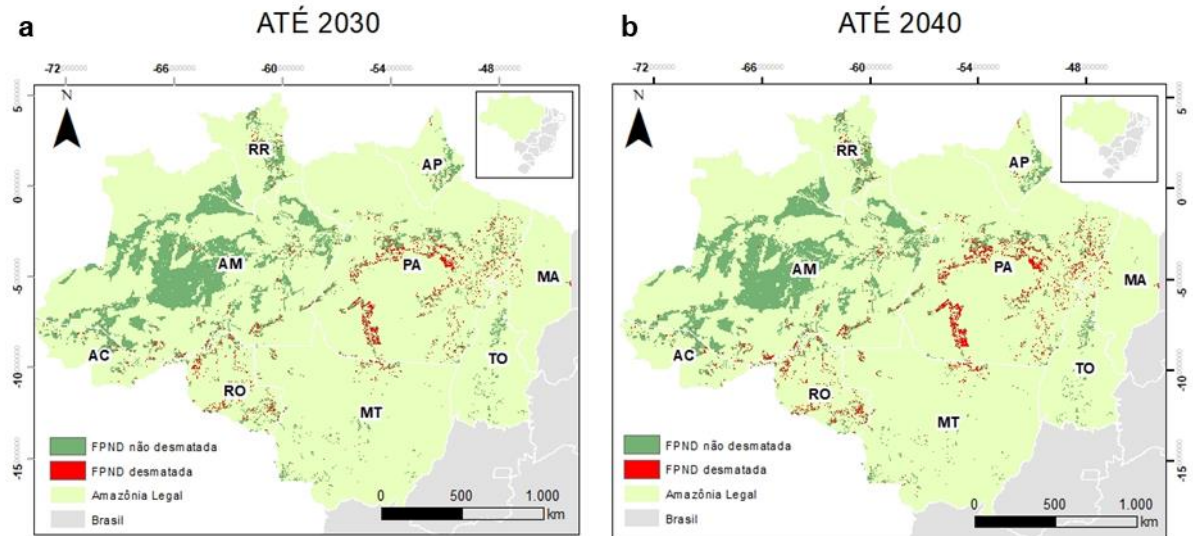 a
ATÉ 2030
-72 -66 -60 -54 -48
N
5
0
-5
-10
-15
RR
AP
AM
PA
MA
AC
TO
RO
MT
FPND não desmatada
FPND desmatada
Amazônia Legal
Brasil
0 500 1.000
km
b
ATÉ 2040
-72 -66 -60 -54 -48
N
5
0
-5
-10
-15
RR
AP
AM
PA
MA
AC
TO
RO
MT
FPND não desmatada
FPND desmatada
Amazônia Legal
Brasil
0 500 1.000
km